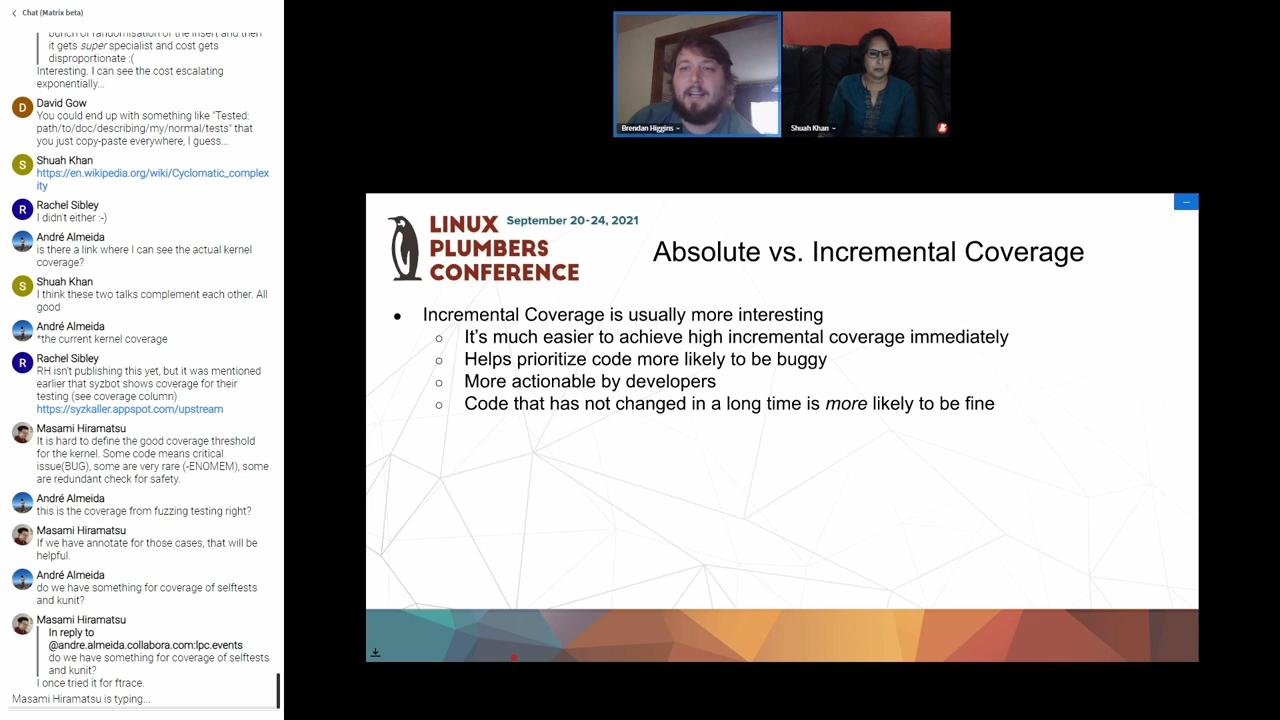 Chat (Matrix beta)
bunch of randomisation of the insert and then
it gets super specialist and cost gets
disproportionate :(
Interesting. I can see the cost escalating
exponentially...
D
David Gow
You could end up with something like "Tested:
path/to/doc/describing/my/normal/tests" that
you just copy-paste everywhere, I guess...
S
Shuah Khan
https://en.wikipedia.org/wiki/Cyclomatic_complex
ity
R
Rachel Sibley
I didn't either :-)
André Almeida
is there a link where I can see the actual kernel
coverage?
S
Shuah Khan
I think these two talks complement each other. All
good
André Almeida
*the current kernel coverage
R
Rachel Sibley
RH isn't publishing this yet, but it was mentioned
earlier that syzbot shows coverage for their
testing (see coverage column)
https://syzkaller.appspot.com/upstream
Masami Hiramatsu
It is hard to define the good coverage threshold
for the kernel. Some code means critical
issue(BUG), some are very rare (-ENOMEM), some
are redundant check for safety.
André Almeida
this is the coverage from fuzzing testing right?
Masami Hiramatsu
If we have annotate for those cases, that will be
helpful.
André Almeida
do we have something for coverage of selftests
and kunit?
Masami Hiramatsu
In reply to
@andre.almeida.collabora.com:lpc.events
do we have something for coverage of selftests
and kunit?
I once tried it for ftrace.
Masami Hiramatsu is typing...
Brendan Higgins
Shuah Khan
LINUX
PLUMBERS
CONFERENCE
September 20-24, 2021
Absolute vs. Incremental Coverage
● Incremental Coverage is usually more interesting
○ It's much easier to achieve high incremental coverage immediately
○ Helps prioritize code more likely to be buggy
○ More actionable by developers
○ Code that has not changed in a long time is more likely to be fine